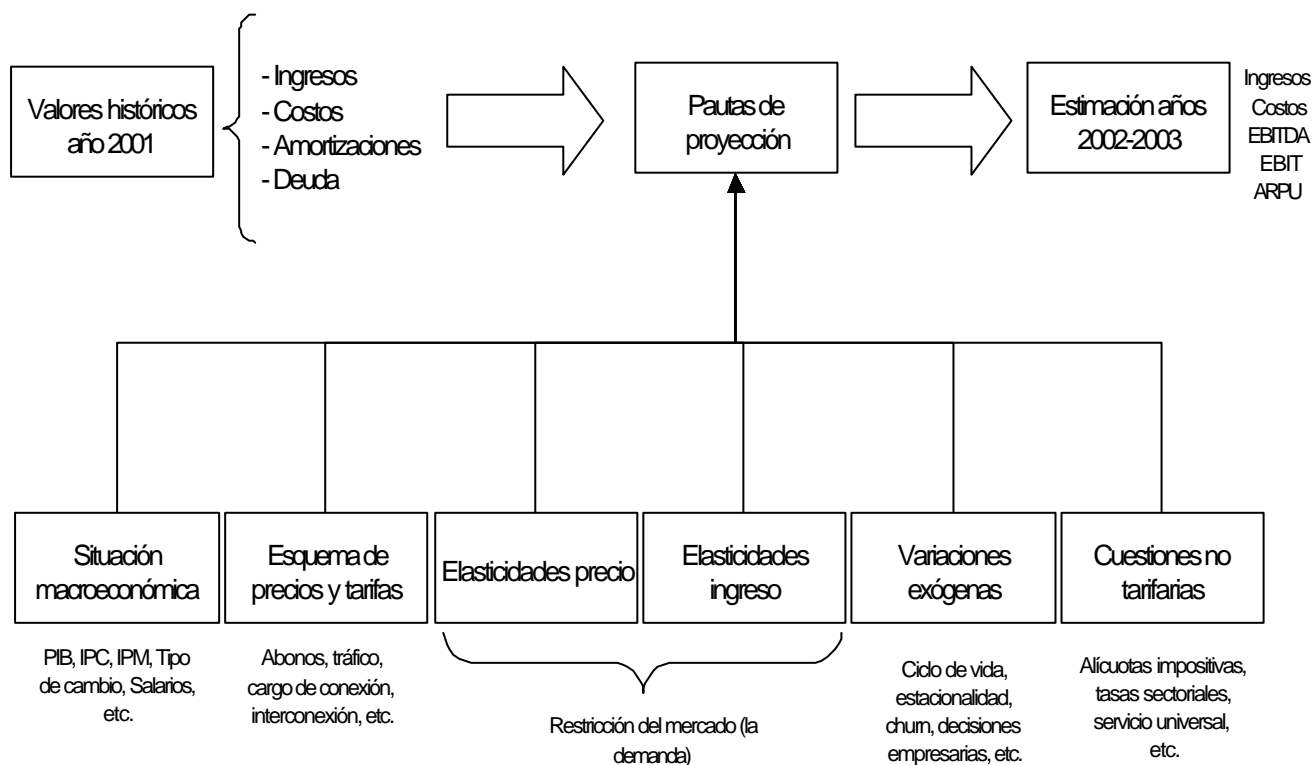 Valores históricos
año 2001
- Ingresos
- Costos
- Amortizaciones
- Deuda
Pautas de
proyección
Estimación años
2002-2003
Ingresos
Costos
EBITDA
EBIT
ARPU
Situación
macroeconómica
Esquema de
precios y tarifas
Elasticidades precio
Elasticidades
ingreso
Variaciones
exógenas
Cuestiones no
tarifarias
PIB, IPC, IPM, Tipo
de cambio, Salarios,
etc.
Abonos, tráfico,
cargo de conexión,
interconexión, etc.
Restricción del mercado (la
demanda)
Ciclo de vida,
estacionalidad,
churn, decisiones
empresarias, etc.
Alícuotas impositivas,
tasas sectoriales,
servicio universal,
etc.